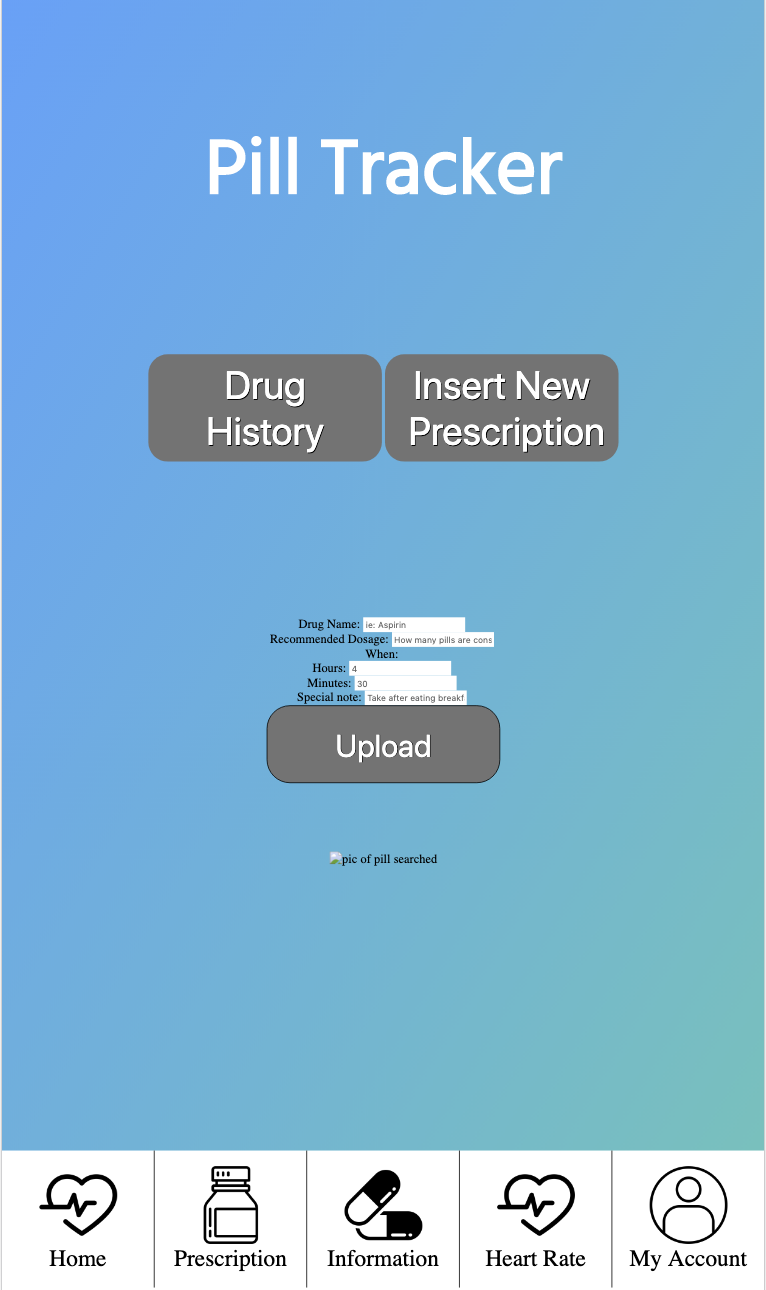 Pill Tracker
Drug
History
Insert New
Prescription
Drug Name: ie: Aspirin
Recommended Dosage: How many pills are cons
When:
Hours: 4
Minutes: 30
Special note: Take after eating breakf
Upload
pic of pill searched
Home
Prescription
Information
Heart Rate
My Account